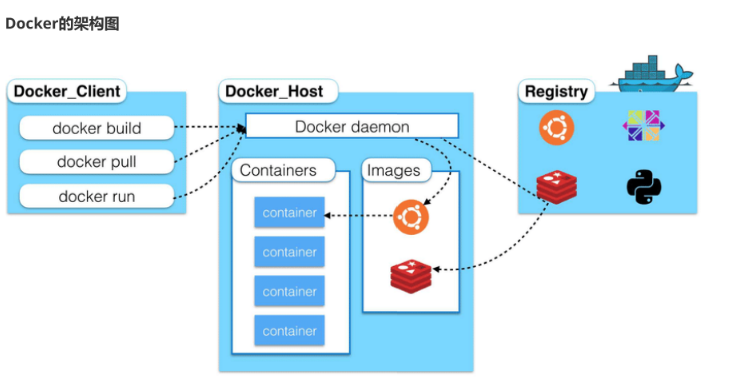 Docker的架构图
Docker_Client
docker build
docker pull
docker run
Docker_Host
Docker daemon
Containers
container
container
container
container
Images
Registry